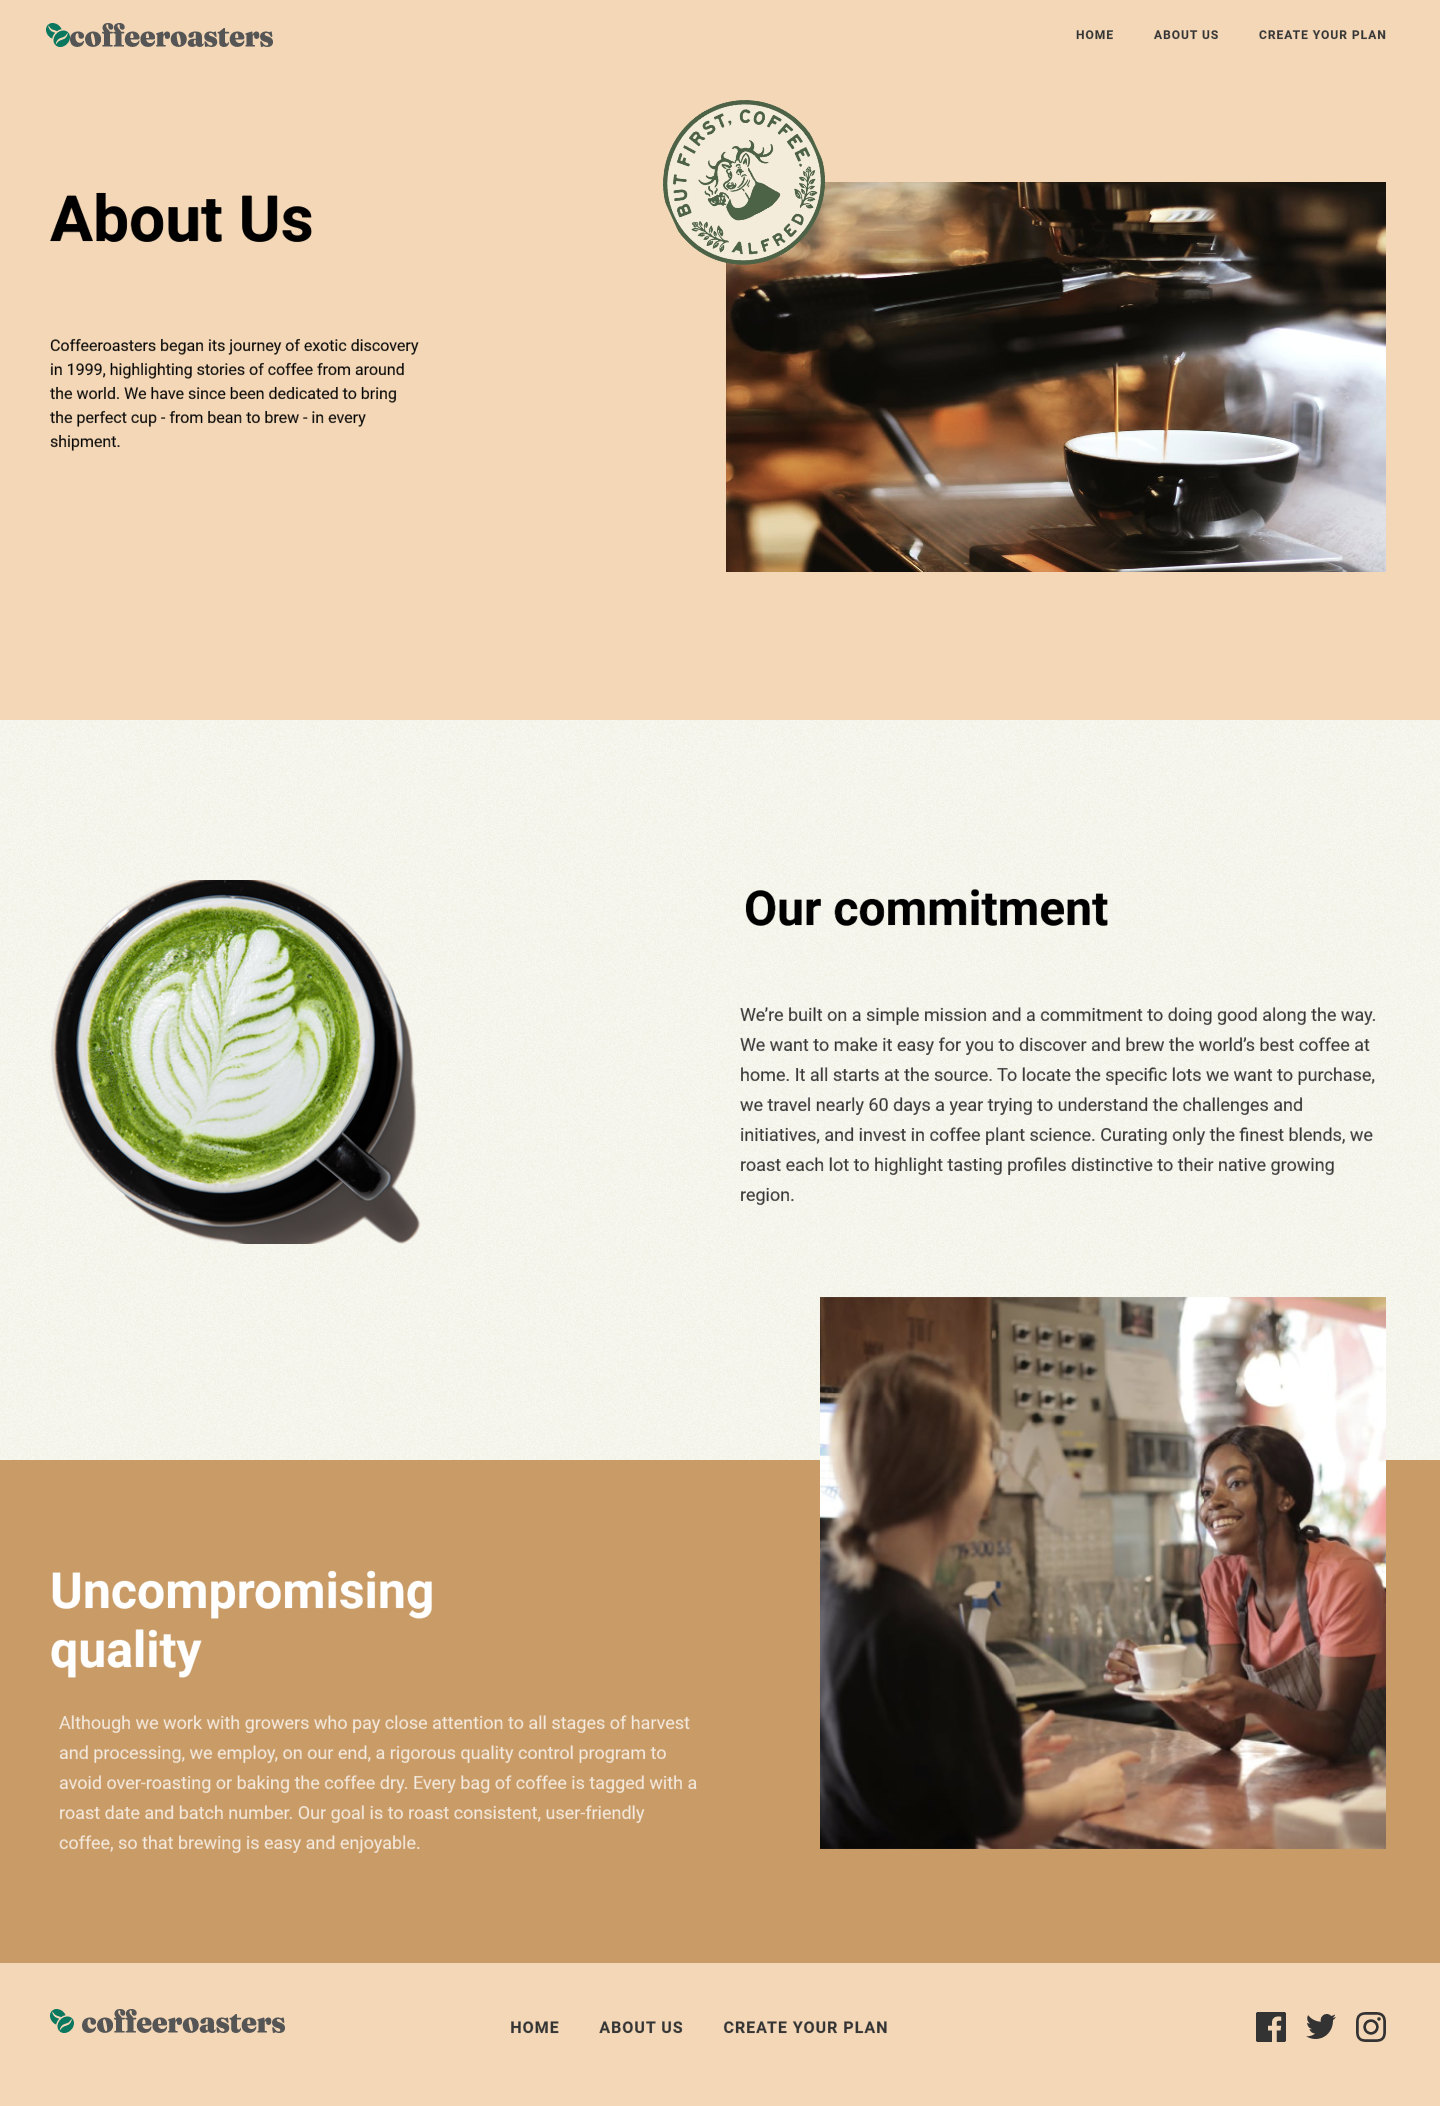 coffeeroasters
HOME
ABOUT US
CREATE YOUR PLAN
BUT FIRST, COFFEE.
ALFRED
About Us
Coffeeroasters began its journey of exotic discovery
in 1999, highlighting stories of coffee from around
the world. We have since been dedicated to bring
the perfect cup - from bean to brew - in every
shipment.
Our commitment
We’re built on a simple mission and a commitment to doing good along the way.
We want to make it easy for you to discover and brew the world’s best coffee at
home. It all starts at the source. To locate the specific lots we want to purchase,
we travel nearly 60 days a year trying to understand the challenges and
initiatives, and invest in coffee plant science. Curating only the finest blends, we
roast each lot to highlight tasting profiles distinctive to their native growing
region.
Uncompromising
quality
Although we work with growers who pay close attention to all stages of harvest
and processing, we employ, on our end, a rigorous quality control program to
avoid over-roasting or baking the coffee dry. Every bag of coffee is tagged with a
roast date and batch number. Our goal is to roast consistent, user-friendly
coffee, so that brewing is easy and enjoyable.
coffeeroasters
HOME
ABOUT US
CREATE YOUR PLAN